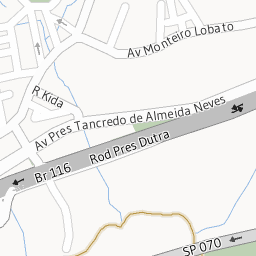 Av Monteiro Lobato
R Kida
Av Pres Tancredo de Almeida Neves
Br 116
Rod Pres Dutra
SP 070